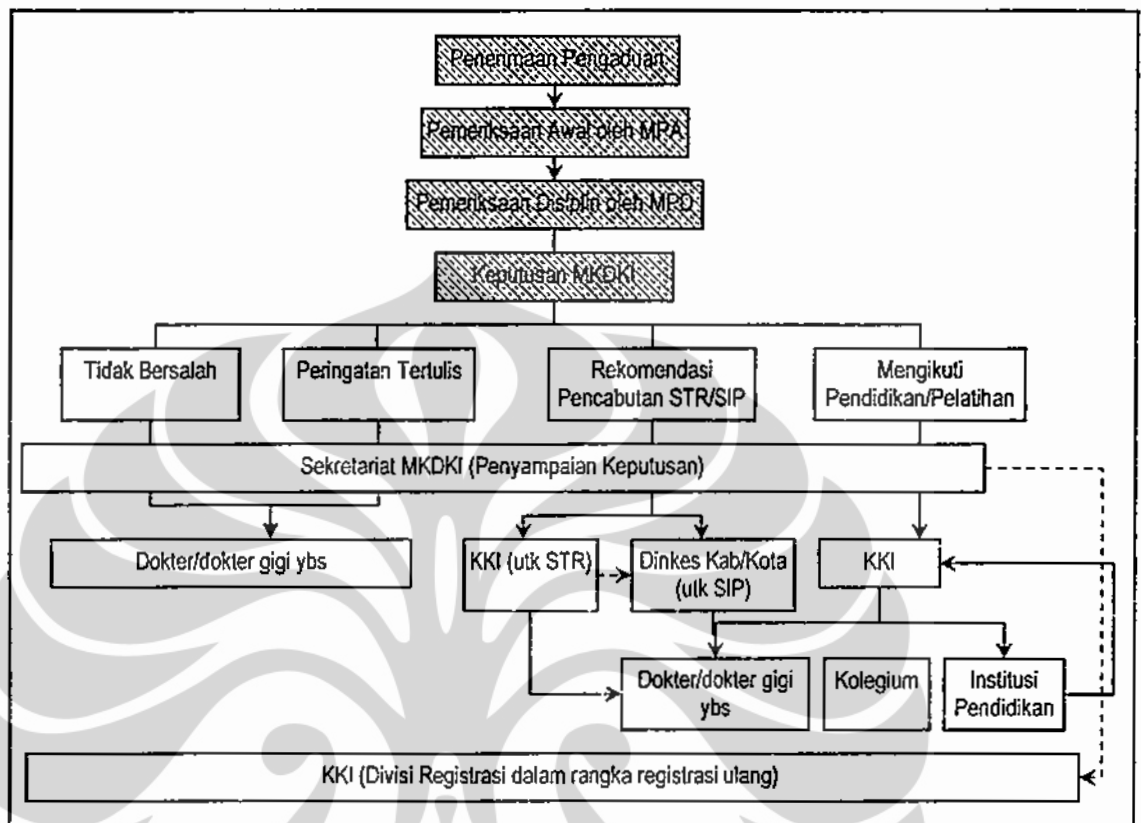 Penerimaan Pengaduan
Pemeriksaan Awal oleh MPA
Pemeriksaan Disiplin oleh MPD
Keputusan MKDKI
Tidak Bersalah
Peringatan Tertulis
Rekomendasi
Pencabutan STR/SIP
Mengikuti
Pendidikan/Pelatihan
Sekretariat MKDKI (Penyampaian Keputusan)
Dokter/dokter gigi ybs
KKI (utk STR)
Dinkes Kab/Kota
(utk SIP)
KKI
Dokter/dokter gigi
ybs
Kolegium
Institusi
Pendidikan
KKI (Divisi Registrasi dalam rangka registrasi ulang)